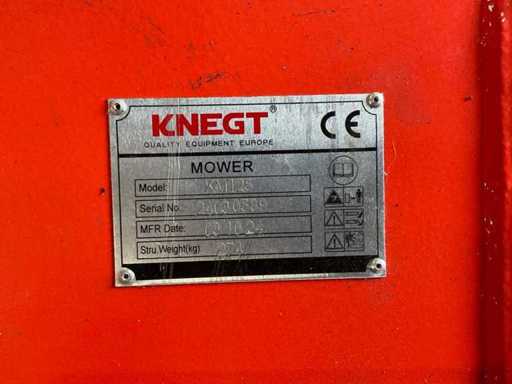 KNEGT®
QUALITY EQUIPMENT EUROPE
CE
MOWER
Model:
Serial No.
MFR Date:
Stru.Weight(kg)